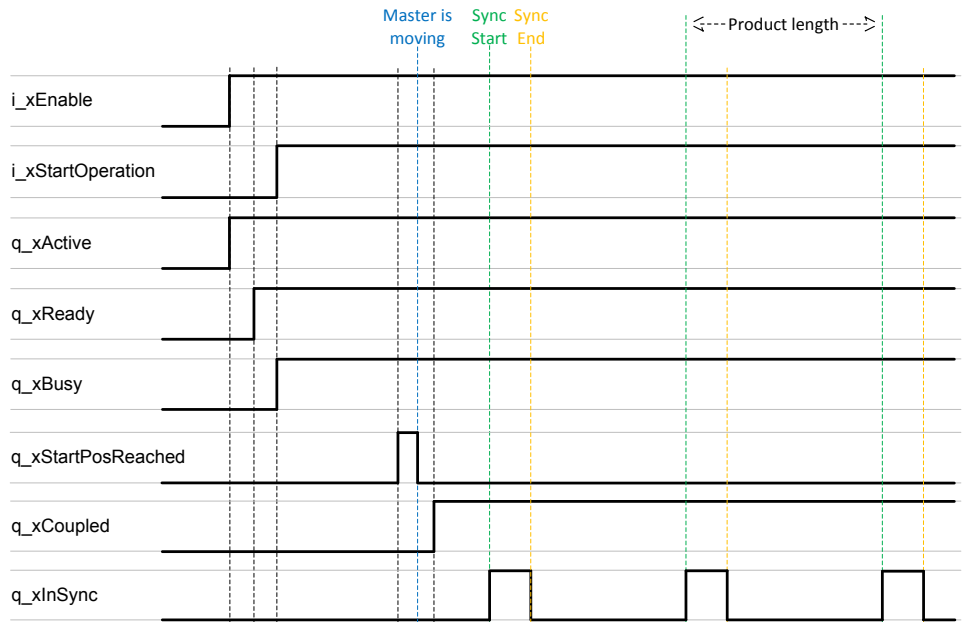 Master is
moving
Sync
Start
Sync
End
Product length
i_xEnable
i_xStartOperation
q_xActive
q_xReady
q_xBusy
q_xStartPosReached
q_xCoupled
q_xInSync